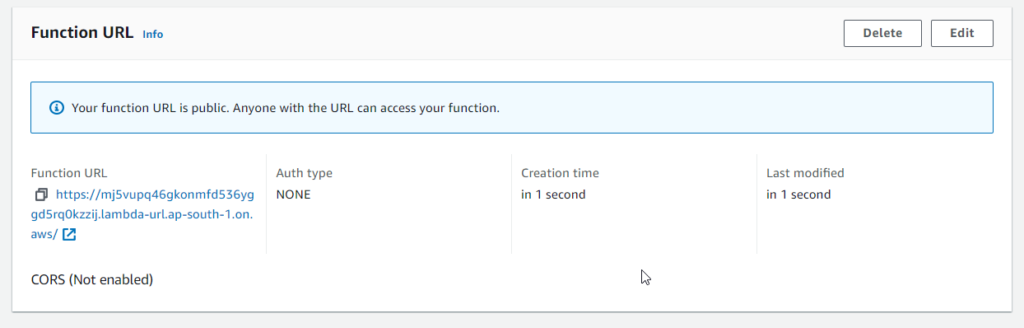 Function URL Info
Delete
Edit
Your function URL is public. Anyone with the URL can access your function.
Function URL
https://mj5vupq46gkonmfd536yg
gd5rq0kzzij.lambda-url.ap-south-1.on.
aws/
Auth type
NONE
Creation time
in 1 second
Last modified
in 1 second
CORS (Not enabled)